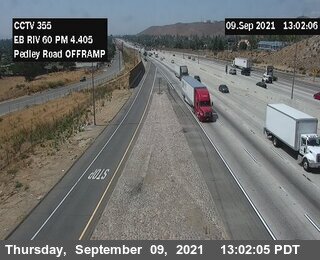 CCTV 355
EB RIV 60 PM 4.405
Pedley Road OFFRAMP
09.Sep 2021 13:02:06
STOP
Thursday, September 09, 2021 13:02:05 PDT